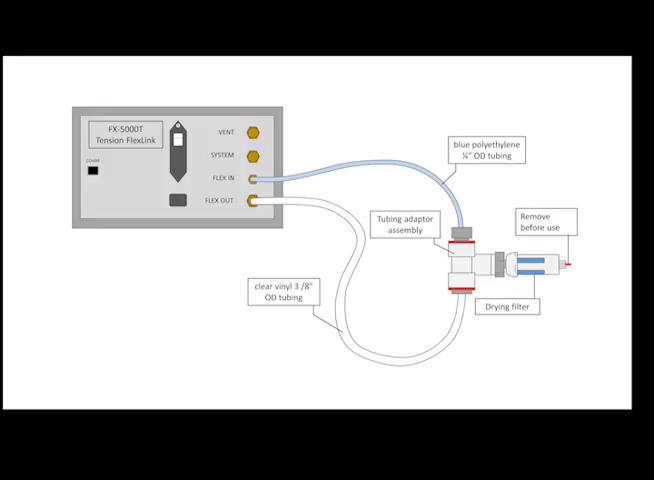 FX-5000T
Tension FlexLink
VENT
SYSTEM
FLEX IN
FLEX OUT
blue polyethylene
¼” OD tubing
Tubing adaptor
assembly
Remove
before use
clear vinyl 3 /8”
OD tubing
Drying filter